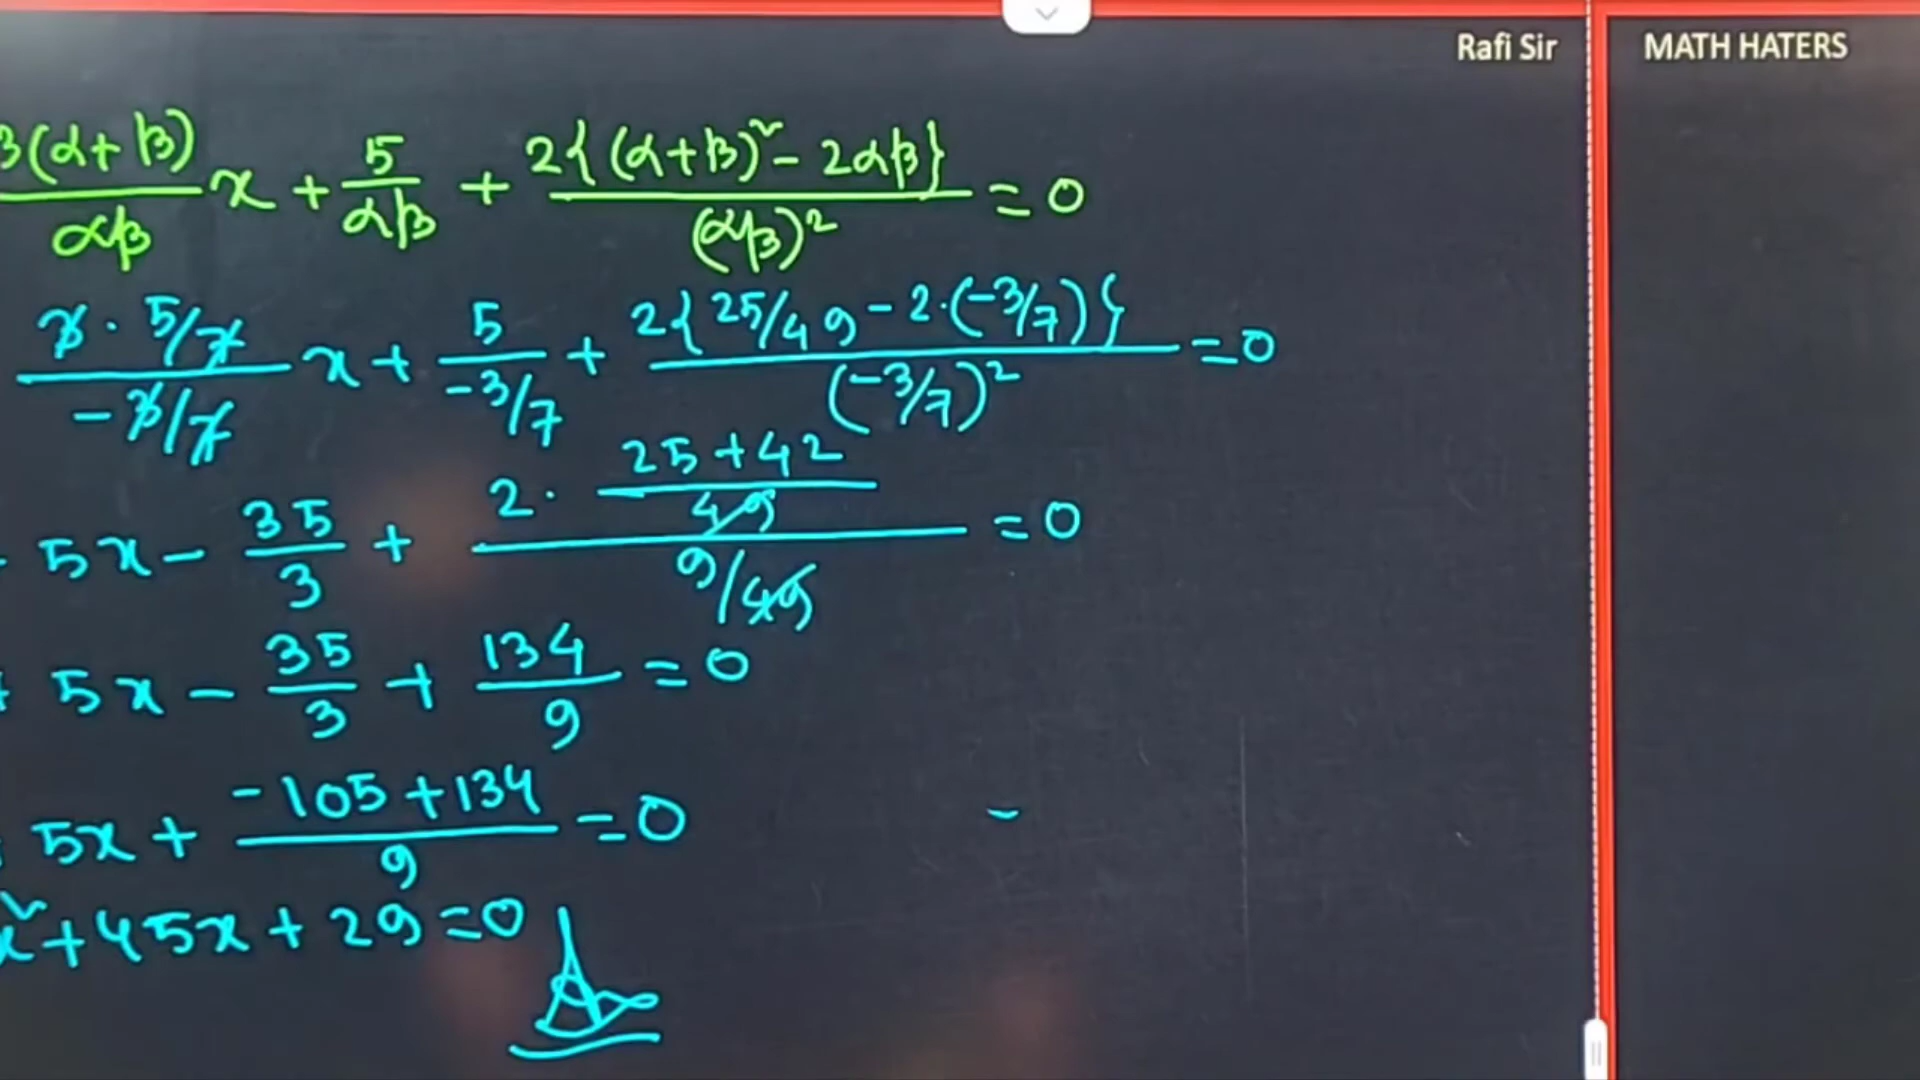 Rafi Sir
MATH HATERS
3(α+β)/αβ x + 5/αβ + 2{(α+β)² - 2αβ}/(αβ)² = 0
3 · 5/7 / -3/7 x + 5/-3/7 + 2{25/49 - 2·(-3/7)}/(-3/7)² = 0
5x - 35/3 + 2 · 25+42/49 / 9/49 = 0
+ 5x - 35/3 + 134/9 = 0
5x + -105+134/9 = 0
x² + 45x + 29 = 0